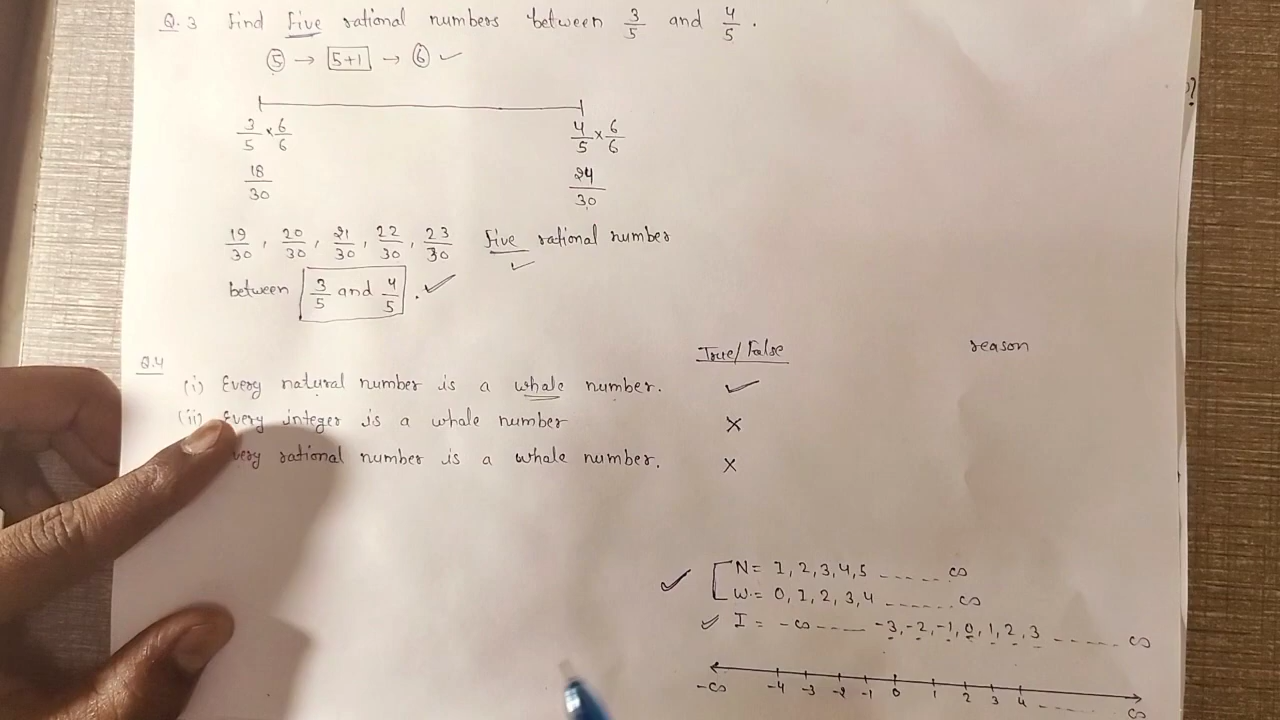 Q.3 Find five rational numbers between 3/5 and 4/5.
5 → 5+1 → 6 ✓
3/5 × 6/6 4/5 × 6/6
18/30 24/30
19/30, 20/30, 21/30, 22/30, 23/30 five rational number
between 3/5 and 4/5. ✓
Q.4 True/False reason
(i) Every natural number is a whole number. ✓
(ii) Every integer is a whole number ×
rational number is a whole number. ×
N = 1, 2, 3, 4, 5 ------ ∞
W = 0, 1, 2, 3, 4 ------ ∞
✓ I = -∞ ----- -3, -2, -1, 0, 1, 2, 3 ------ ∞
-∞ -4 -3 -2 -1 0 1 2 3 4 ----- ∞